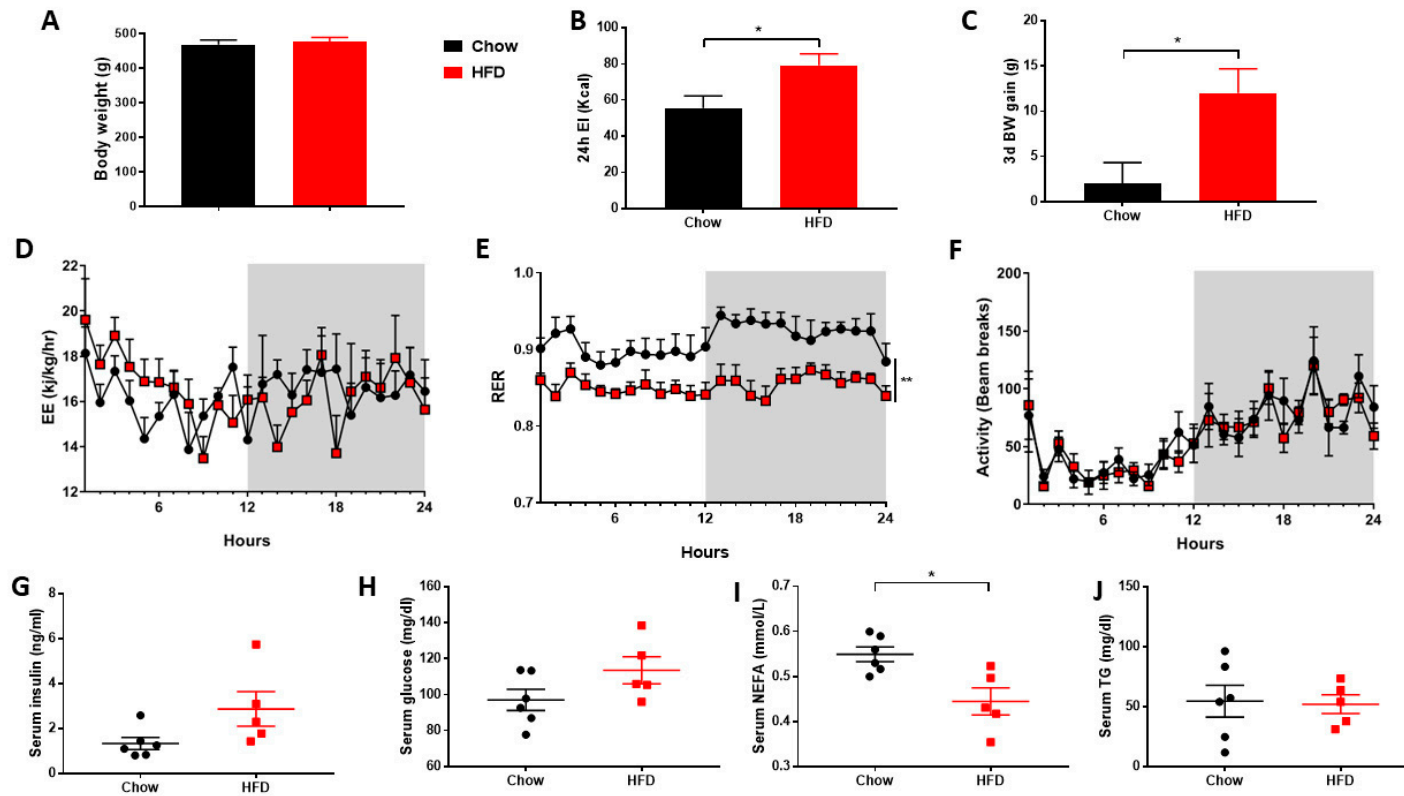 A
Body weight (g)
500
400
300
200
100
0
Chow
HFD
B
24h EI (Kcal)
100
80
60
40
20
0
*
Chow
HFD
C
3d BW gain (g)
20
15
10
5
0
*
Chow
HFD
D
EE (kj/kg/hr)
22
20
18
16
14
12
6
12
18
24
Hours
E
RER
1.0
0.9
0.8
0.7
**
6
12
18
24
Hours
F
Activity (Beam breaks)
200
150
100
50
0
6
12
18
24
Hours
G
Serum insulin (ng/ml)
8
6
4
2
0
Chow
HFD
H
Serum glucose (mg/dl)
160
140
120
100
80
60
Chow
HFD
I
Serum NEFA (mmol/L)
0.7
0.6
0.5
0.4
0.3
*
Chow
HFD
J
Serum TG (mg/dl)
150
100
50
0
Chow
HFD